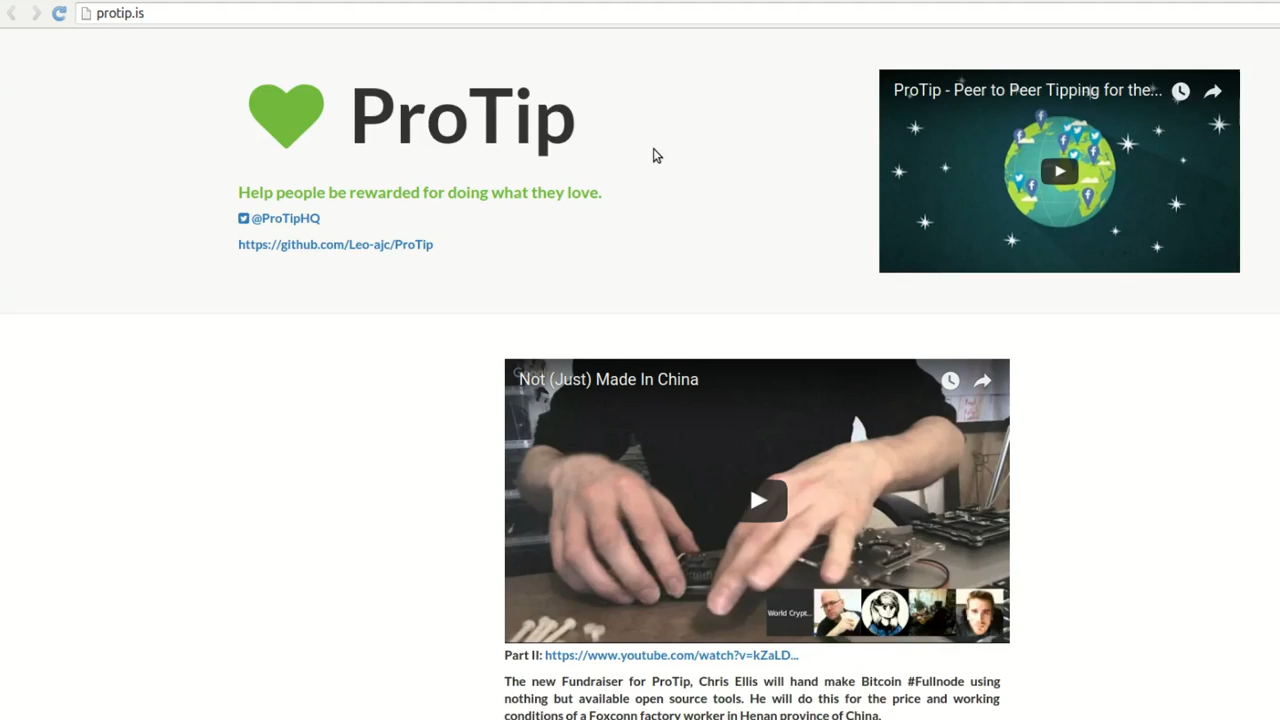 protip.is
ProTip
Help people be rewarded for doing what they love.
@ProTipHQ
https://github.com/Leo-ajc/ProTip
ProTip - Peer to Peer Tipping for the...
Not (Just) Made In China
World Crypt...
Part II: https://www.youtube.com/watch?v=kZaLD...
The new Fundraiser for ProTip, Chris Ellis will hand make Bitcoin #Fullnode using
nothing but available open source tools. He will do this for the price and working
conditions of a Foxconn factory worker in Henan province of China.